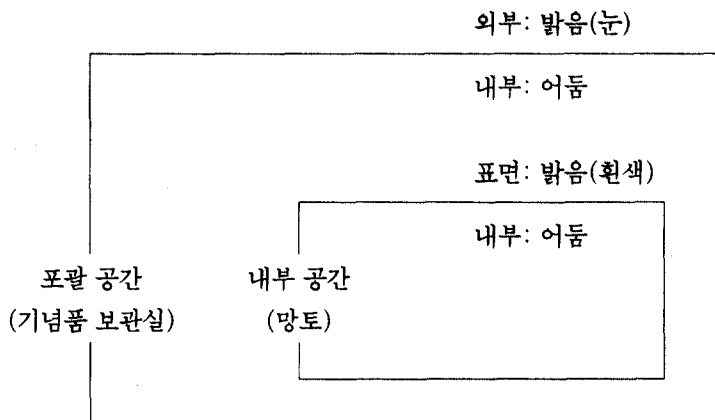 외부: 밝음(눈)
내부: 어둠
표면: 밝음(흰색)
내부: 어둠
포괄 공간
(기념품 보관실)
내부 공간
(망토)